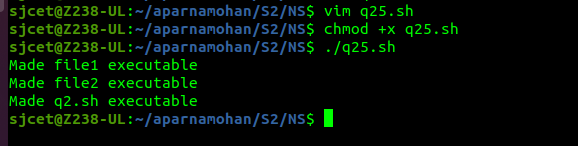 sjcet@Z238-UL:~/aparnamohan/S2/NS$ vim q25.sh
sjcet@Z238-UL:~/aparnamohan/S2/NS$ chmod +x q25.sh
sjcet@Z238-UL:~/aparnamohan/S2/NS$ ./q25.sh
Made file1 executable
Made file2 executable
Made q2.sh executable
sjcet@Z238-UL:~/aparnamohan/S2/NS$